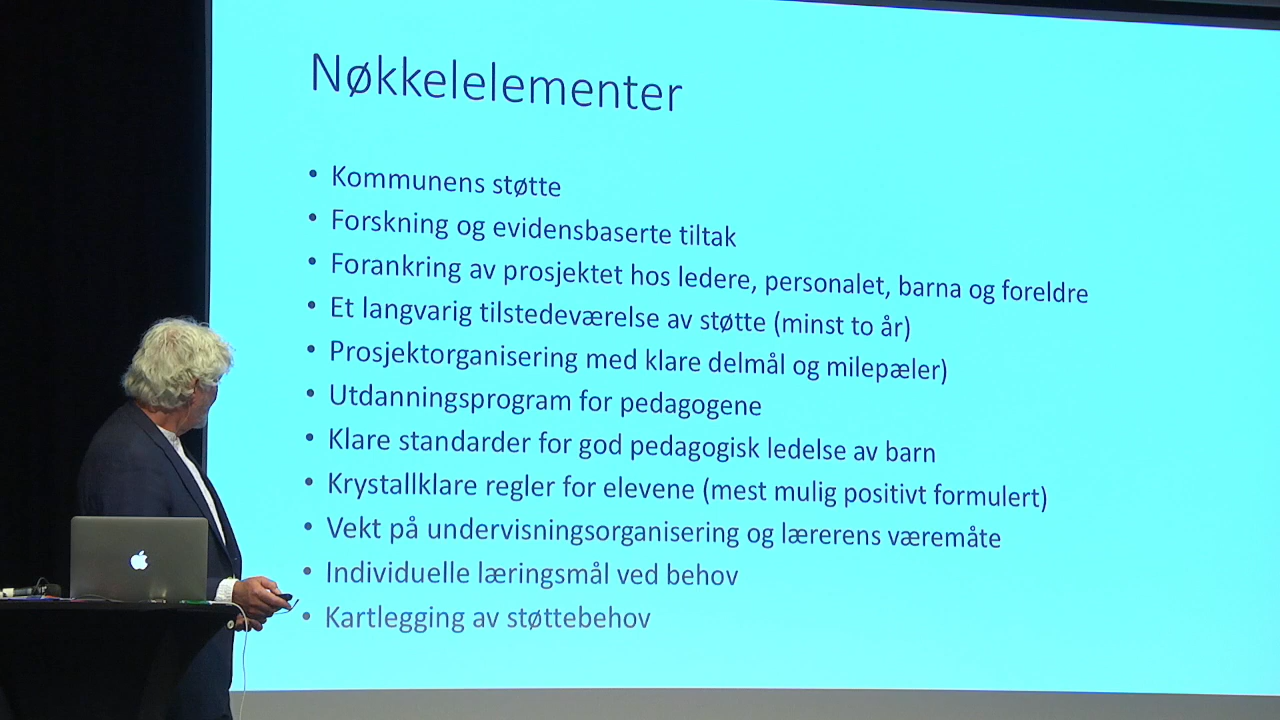 Nøkkelelementer
• Kommunens støtte
• Forskning og evidensbaserte tiltak
• Forankring av prosjektet hos ledere, personalet, barna og foreldre
• Et langvarig tilstedeværelse av støtte (minst to år)
• Prosjektorganisering med klare delmål og milepæler)
• Utdanningsprogram for pedagogene
• Klare standarder for god pedagogisk ledelse av barn
• Krystallklare regler for elevene (mest mulig positivt formulert)
• Vekt på undervisningsorganisering og lærerens væremåte
• Individuelle læringsmål ved behov
• Kartlegging av støttebehov